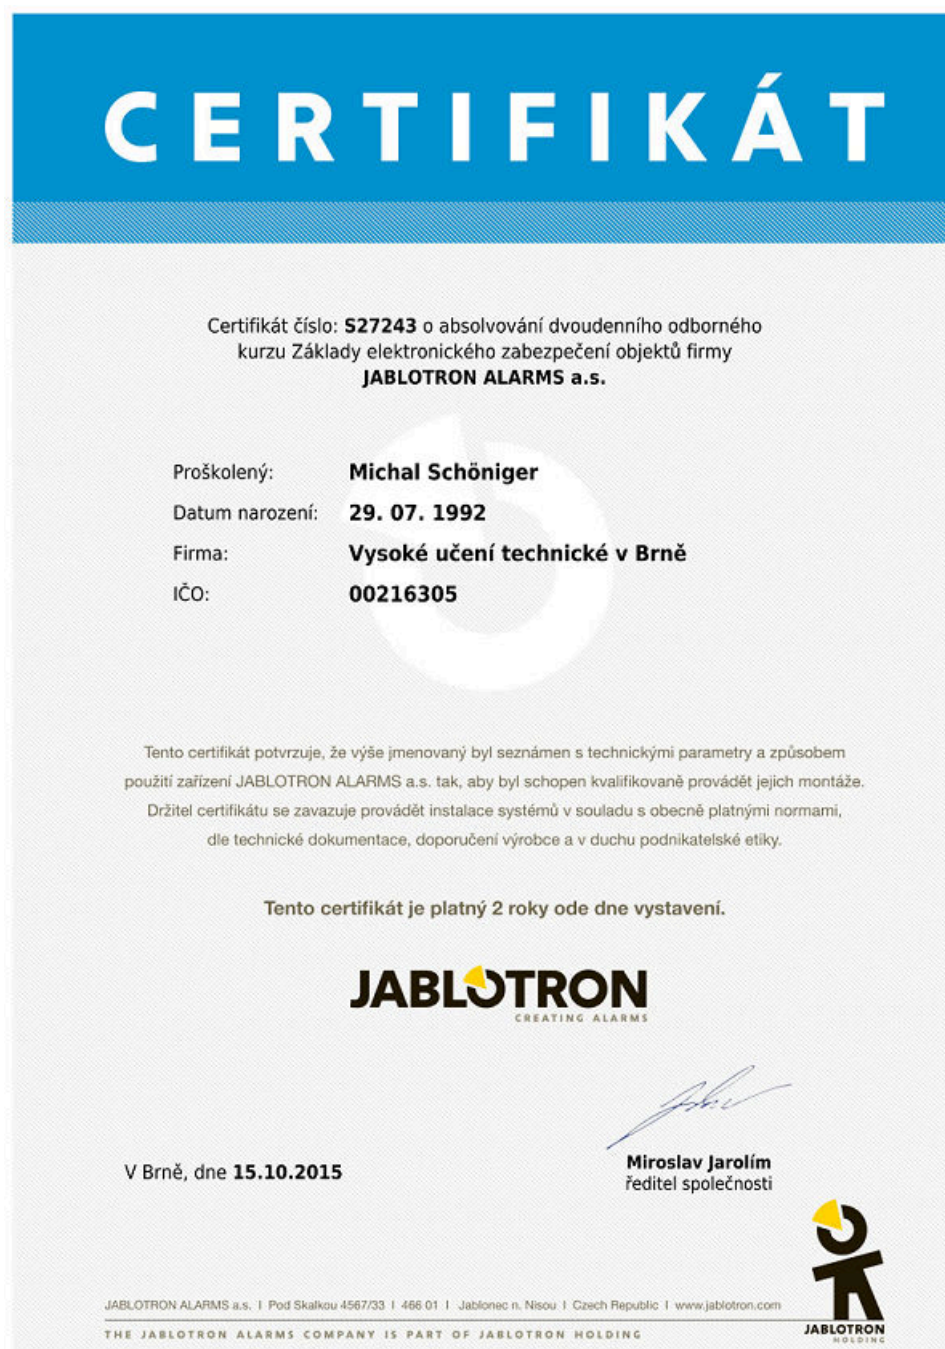 CERTIFIKÁT
Certifikát číslo: S27243 o absolvování dvoudenního odborného
kurzu Základy elektronického zabezpečení objektů firmy
JABLOTRON ALARMS a.s.
Proškolený: Michal Schöniger
Datum narození: 29. 07. 1992
Firma: Vysoké učení technické v Brně
IČO: 00216305
Tento certifikát potvrzuje, že výše jmenovaný byl seznámen s technickými parametry a způsobem
použití zařízení JABLOTRON ALARMS a.s. tak, aby byl schopen kvalifikovaně provádět jejich montáže.
Držitel certifikátu se zavazuje provádět instalace systémů v souladu s obecně platnými normami,
dle technické dokumentace, doporučení výrobce a v duchu podnikatelské etiky.
Tento certifikát je platný 2 roky ode dne vystavení.
JABLOTRON
CREATING ALARMS
V Brně, dne 15.10.2015
Miroslav Jarolím
ředitel společnosti
JABLOTRON ALARMS a.s. I Pod Skalkou 4567/33 I 466 01 I Jablonec n. Nisou I Czech Republic I www.jablotron.com
THE JABLOTRON ALARMS COMPANY IS PART OF JABLOTRON HOLDING
JABLOTRON
HOLDING